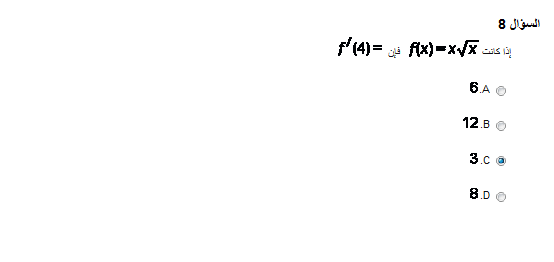 السؤال 8
إذا كانت f(x)=x√x فإن f′(4)=
6 .A
12 .B
3 .C
8 .D